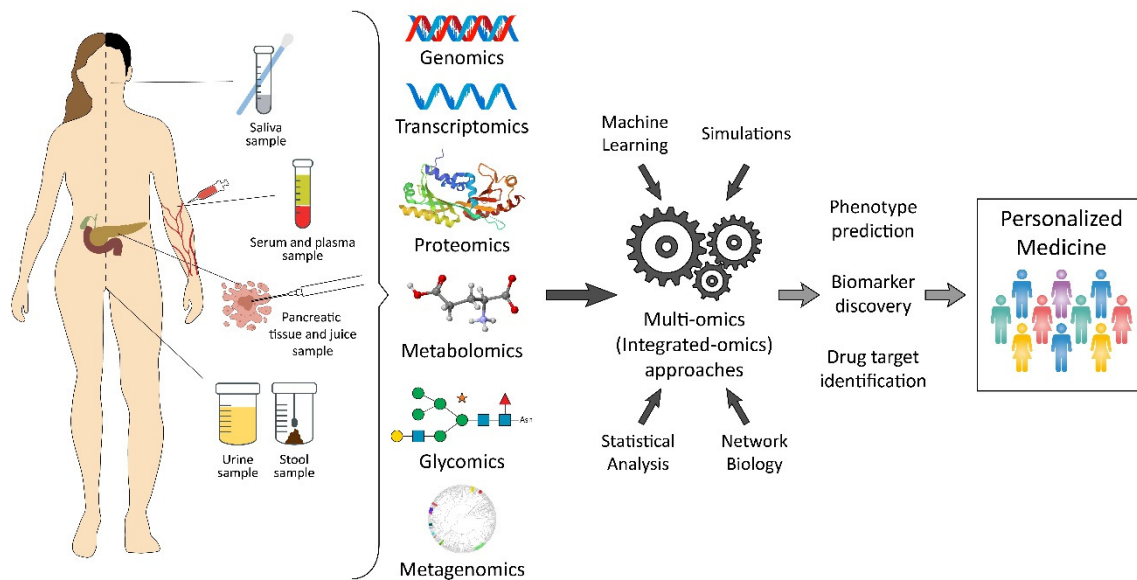 Saliva
sample
Serum and plasma
sample
Pancreatic
tissue and juice
sample
Urine
sample
Stool
sample
Genomics
Transcriptomics
Proteomics
Metabolomics
Asn
Glycomics
Metagenomics
Machine
Learning
Simulations
Multi-omics
(Integrated-omics)
approaches
Statistical
Analysis
Network
Biology
Phenotype
prediction
Biomarker
discovery
Drug target
identification
Personalized
Medicine